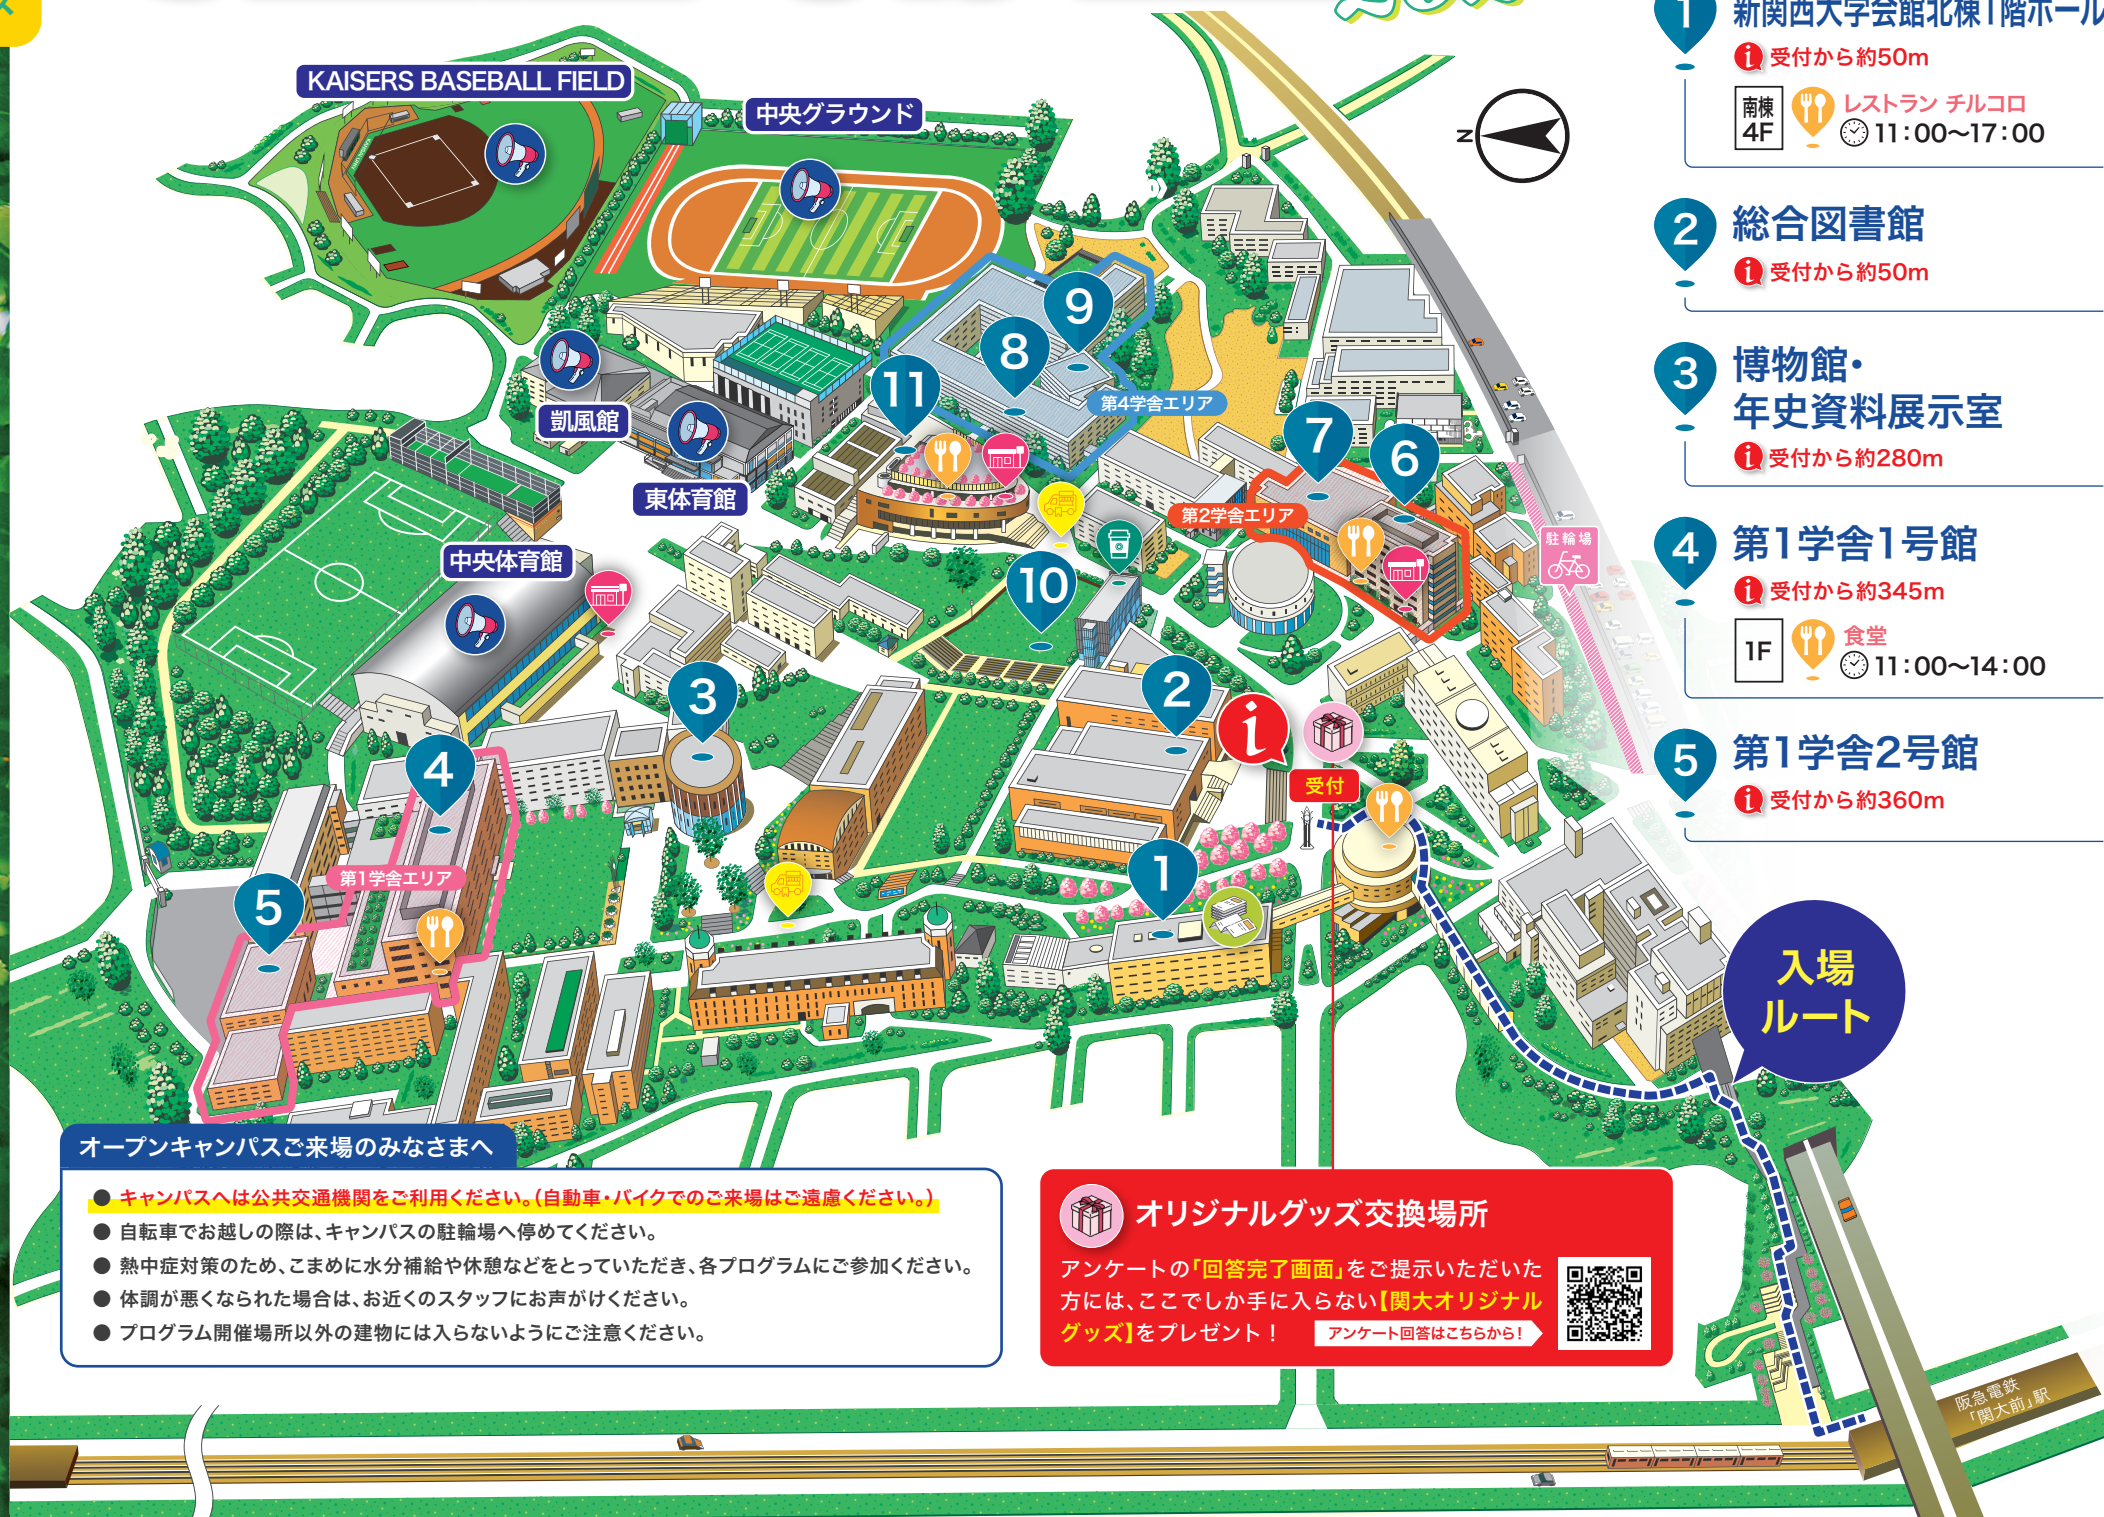 KAISERS BASEBALL FIELD
中央グラウンド
凱風館
東体育館
中央体育館
N
第4学舎エリア
第2学舎エリア
第1学舎エリア
駐輪場
11
9
8
7
6
10
3
2
4
5
1
i
受付
入場
ルート
阪急電鉄
「関大前」駅
1 新関西大学会館北棟1階ホール
i 受付から約50m
南棟
4F
レストラン チルコロ
11:00〜17:00
2 総合図書館
i 受付から約50m
3 博物館・
年史資料展示室
i 受付から約280m
4 第1学舎1号館
i 受付から約345m
1F
食堂
11:00〜14:00
5 第1学舎2号館
i 受付から約360m
オープンキャンパスご来場のみなさまへ
● キャンパスへは公共交通機関をご利用ください。(自動車・バイクでのご来場はご遠慮ください。)
● 自転車でお越しの際は、キャンパスの駐輪場へ停めてください。
● 熱中症対策のため、こまめに水分補給や休憩などをとっていただき、各プログラムにご参加ください。
● 体調が悪くなられた場合は、お近くのスタッフにお声がけください。
● プログラム開催場所以外の建物には入らないようにご注意ください。
オリジナルグッズ交換場所
アンケートの「回答完了画面」をご提示いただいた
方には、ここでしか手に入らない【関大オリジナル
グッズ】をプレゼント！
アンケート回答はこちらから！